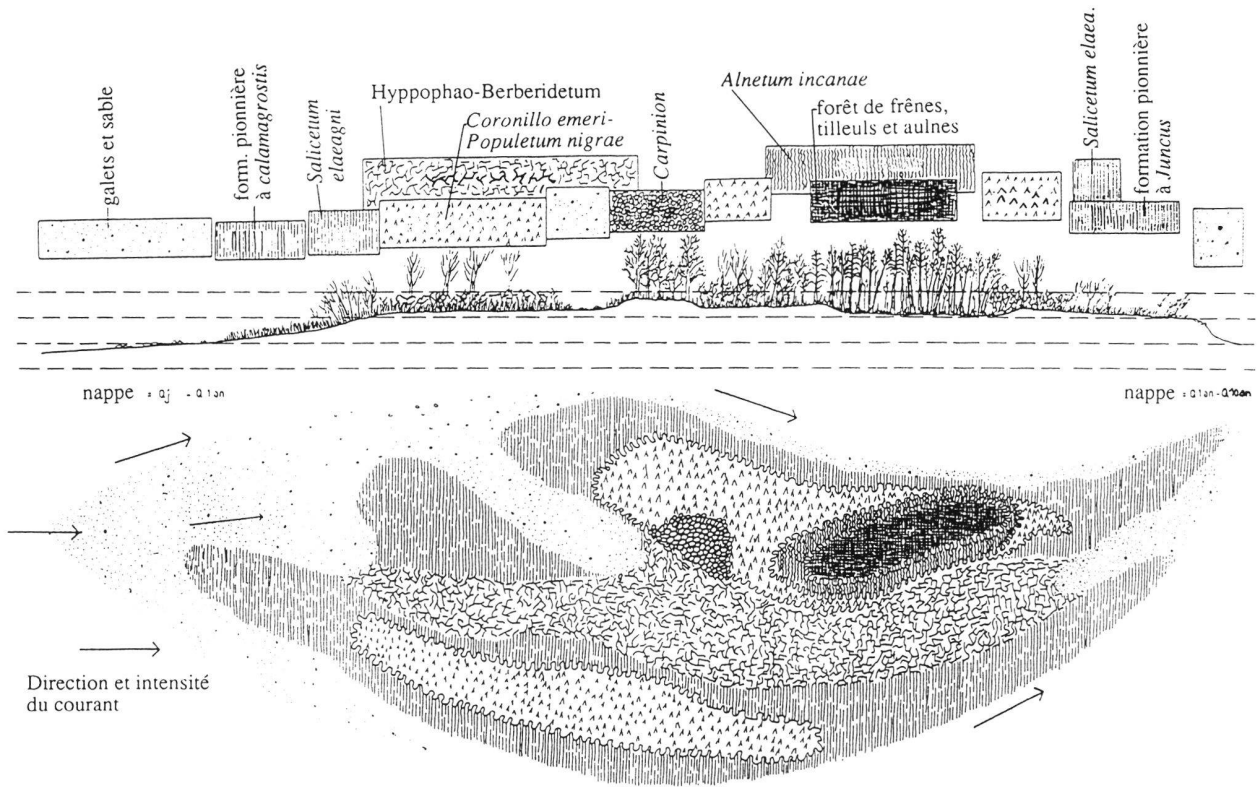 galets et sable
form. pionnière
à calamagrostis
Salicetum
elaeagni
Hyppophao-Berberidetum
Coronillo emeri-
Populetum nigrae
Carpinion
Alnetum incanae
forêt de frênes,
tilleuls et aulnes
Salicetum elaea.
formation pionnière
à Juncus
nappe
nappe
Direction et intensité
du courant